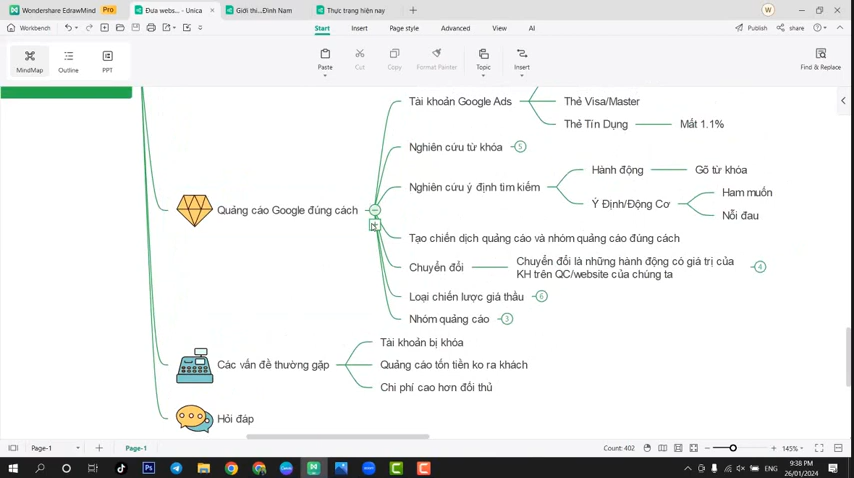 Wondershare EdrawMind Pro
Đưa webs... - Unica
Giới thi...Đình Nam
Thực trạng hiện nay
W
Workbench
Start Insert Page style Advanced View AI
Publish share
MindMap Outline PPT
Paste Cut Copy Format Painter Topic Insert
Find & Replace
Tài khoản Google Ads
Thẻ Visa/Master
Thẻ Tín Dụng
Mất 1.1%
Nghiên cứu từ khóa 5
Nghiên cứu ý định tìm kiếm
Hành động
Gõ từ khóa
Ý Định/Động Cơ
Ham muốn
Nỗi đau
Quảng cáo Google đúng cách
Tạo chiến dịch quảng cáo và nhóm quảng cáo đúng cách
Chuyển đổi
Chuyển đổi là những hành động có giá trị của
KH trên QC/website của chúng ta
4
Loại chiến lược giá thầu 6
Nhóm quảng cáo 3
Các vấn đề thường gặp
Tài khoản bị khóa
Quảng cáo tốn tiền ko ra khách
Chi phí cao hơn đối thủ
Hỏi đáp
Page-1
Page-1
Count: 402
145%
ENG
9:38 PM
26/01/2024